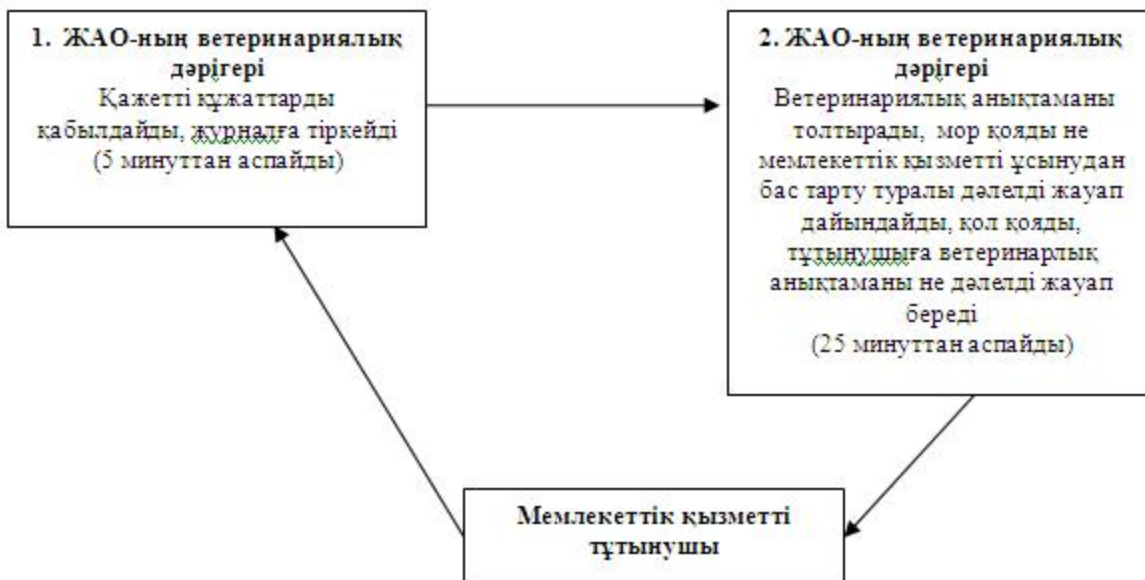 1. ЖАО-ның ветеринариялық
дәрігері
Қажетті құжаттарды
қабылдайды, журналға тіркейді
(5 минуттан аспайды)
2. ЖАО-ның ветеринариялық
дәрігері
Ветеринариялық анықтаманы
толтырады, мөр қояды не
мемлекеттік қызметті ұсынудан
бас тарту туралы дәлелді жауап
дайындайды, қол қояды,
тұтынушыға ветеринарлық
анықтаманы не дәлелді жауап
береді
(25 минуттан аспайды)
Мемлекеттік қызметті
тұтынушы